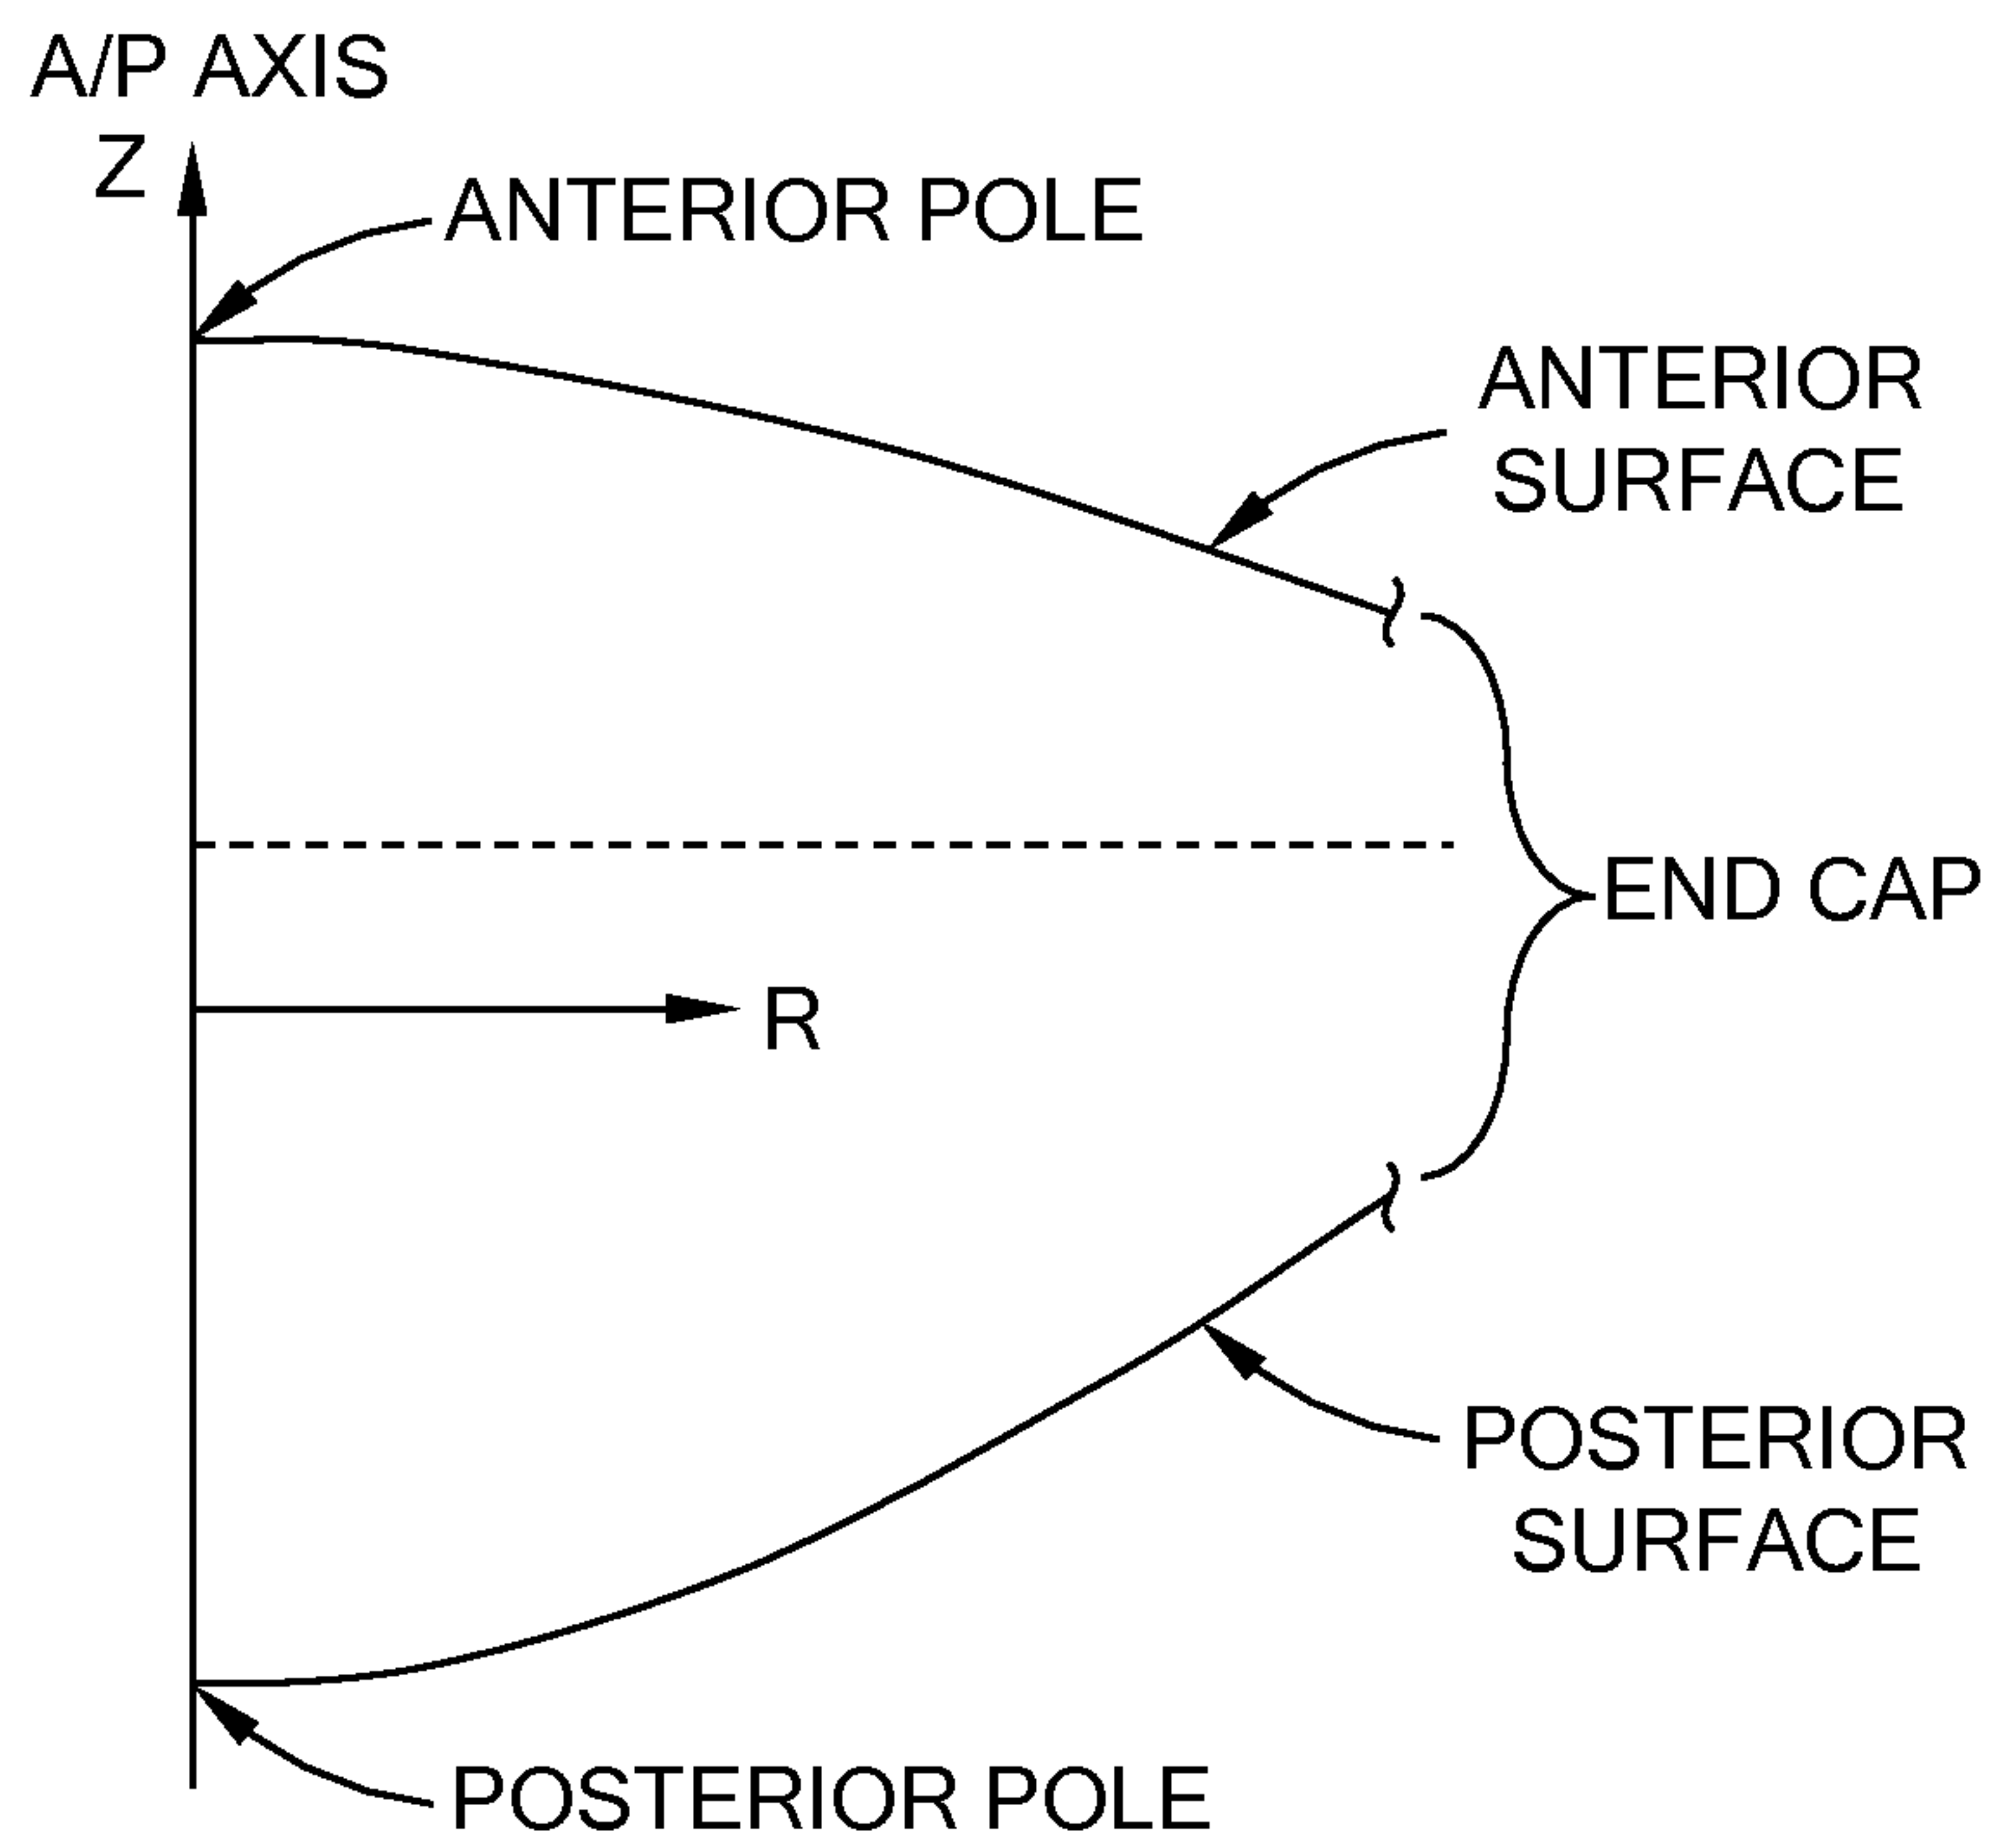 A/P AXIS
Z
ANTERIOR POLE
ANTERIOR
SURFACE
END CAP
R
POSTERIOR
SURFACE
POSTERIOR POLE